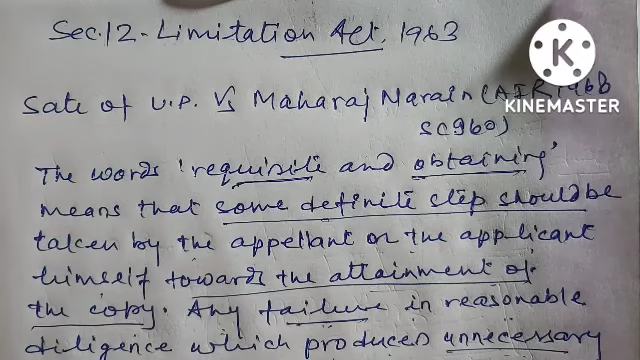 Sec.12-Limitation Act, 1963
K
KINEMASTER
Sate of U.P. Vs Maharaj Narain (AIR 1968
SC 960)
The words 'requisite and obtaining'
means that some definite step should be
taken by the appellant or the applicant
himself towards the attainment of
the copy. Any failure in reasonable
diligence which produces unnecessary